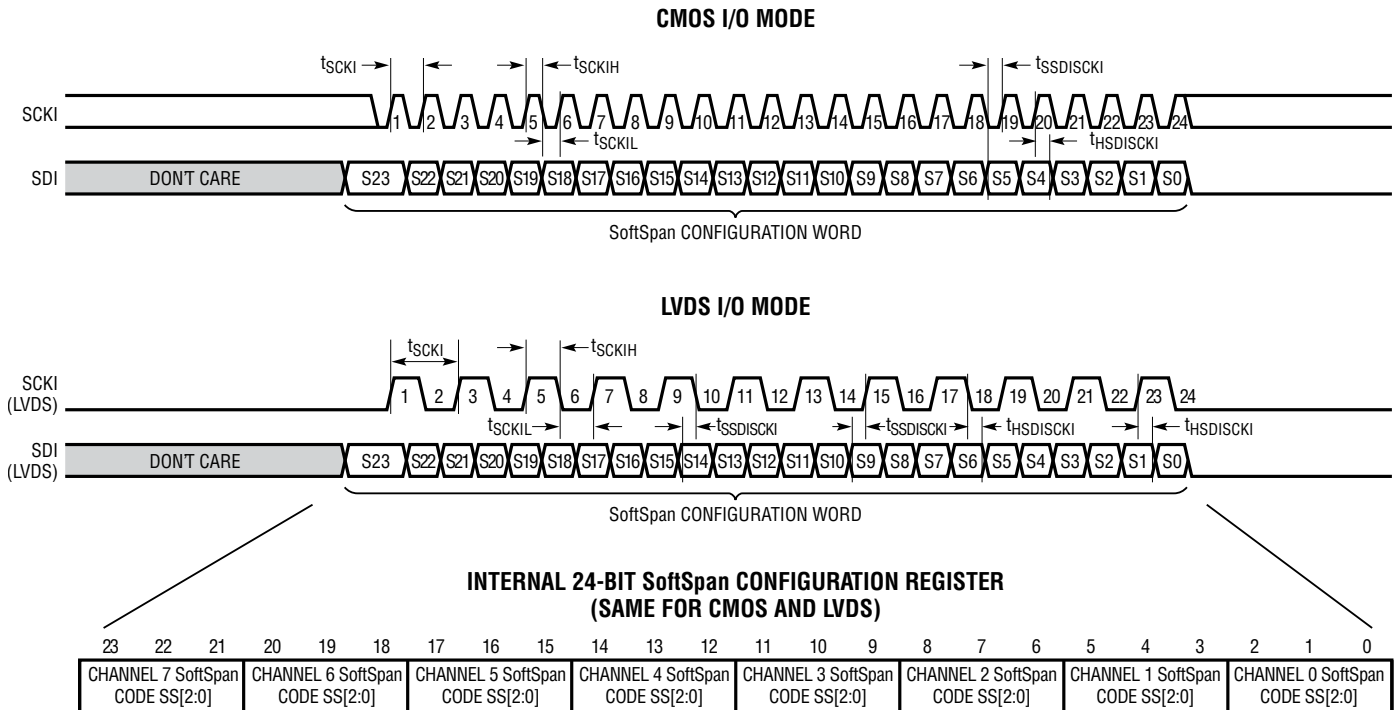 CMOS I/O MODE
tSCKI tSCKIH tSSDISCKI
SCKI 1 2 3 4 5 6 7 8 9 10 11 12 13 14 15 16 17 18 19 20 21 22 23 24
tSCKIL tHSDISCKI
SDI DON'T CARE S23 S22 S21 S20 S19 S18 S17 S16 S15 S14 S13 S12 S11 S10 S9 S8 S7 S6 S5 S4 S3 S2 S1 S0
SoftSpan CONFIGURATION WORD
LVDS I/O MODE
tSCKI tSCKIH
SCKI
(LVDS) 1 2 3 4 5 6 7 8 9 10 11 12 13 14 15 16 17 18 19 20 21 22 23 24
tSCKIL tSSDISCKI tSSDISCKI tHSDISCKI tHSDISCKI
SDI
(LVDS) DON'T CARE S23 S22 S21 S20 S19 S18 S17 S16 S15 S14 S13 S12 S11 S10 S9 S8 S7 S6 S5 S4 S3 S2 S1 S0
SoftSpan CONFIGURATION WORD
INTERNAL 24-BIT SoftSpan CONFIGURATION REGISTER
(SAME FOR CMOS AND LVDS)
23 22 21 20 19 18 17 16 15 14 13 12 11 10 9 8 7 6 5 4 3 2 1 0
CHANNEL 7 SoftSpan CHANNEL 6 SoftSpan CHANNEL 5 SoftSpan CHANNEL 4 SoftSpan CHANNEL 3 SoftSpan CHANNEL 2 SoftSpan CHANNEL 1 SoftSpan CHANNEL 0 SoftSpan
CODE SS[2:0] CODE SS[2:0] CODE SS[2:0] CODE SS[2:0] CODE SS[2:0] CODE SS[2:0] CODE SS[2:0] CODE SS[2:0]